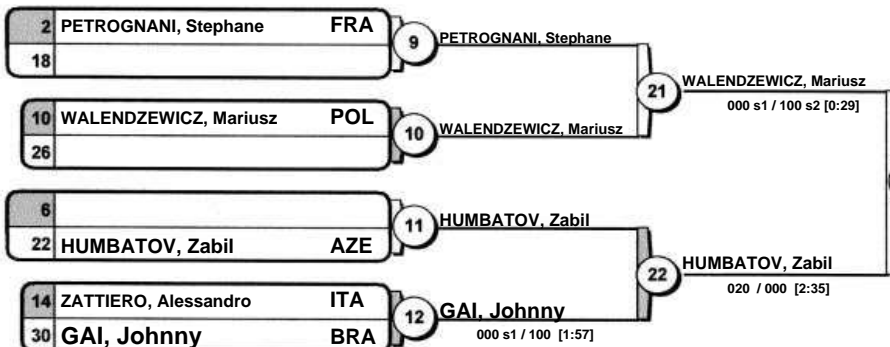 2 PETROGNANI, Stephane FRA
18
9
PETROGNANI, Stephane
10 WALENDZEWICZ, Mariusz POL
26
10
WALENDZEWICZ, Mariusz
21
WALENDZEWICZ, Mariusz
000 s1 / 100 s2 [0:29]
6
22 HUMBATOV, Zabil AZE
11
HUMBATOV, Zabil
14 ZATTIERO, Alessandro ITA
30 GAI, Johnny BRA
12
GAI, Johnny
000 s1 / 100 [1:57]
22
HUMBATOV, Zabil
020 / 000 [2:35]